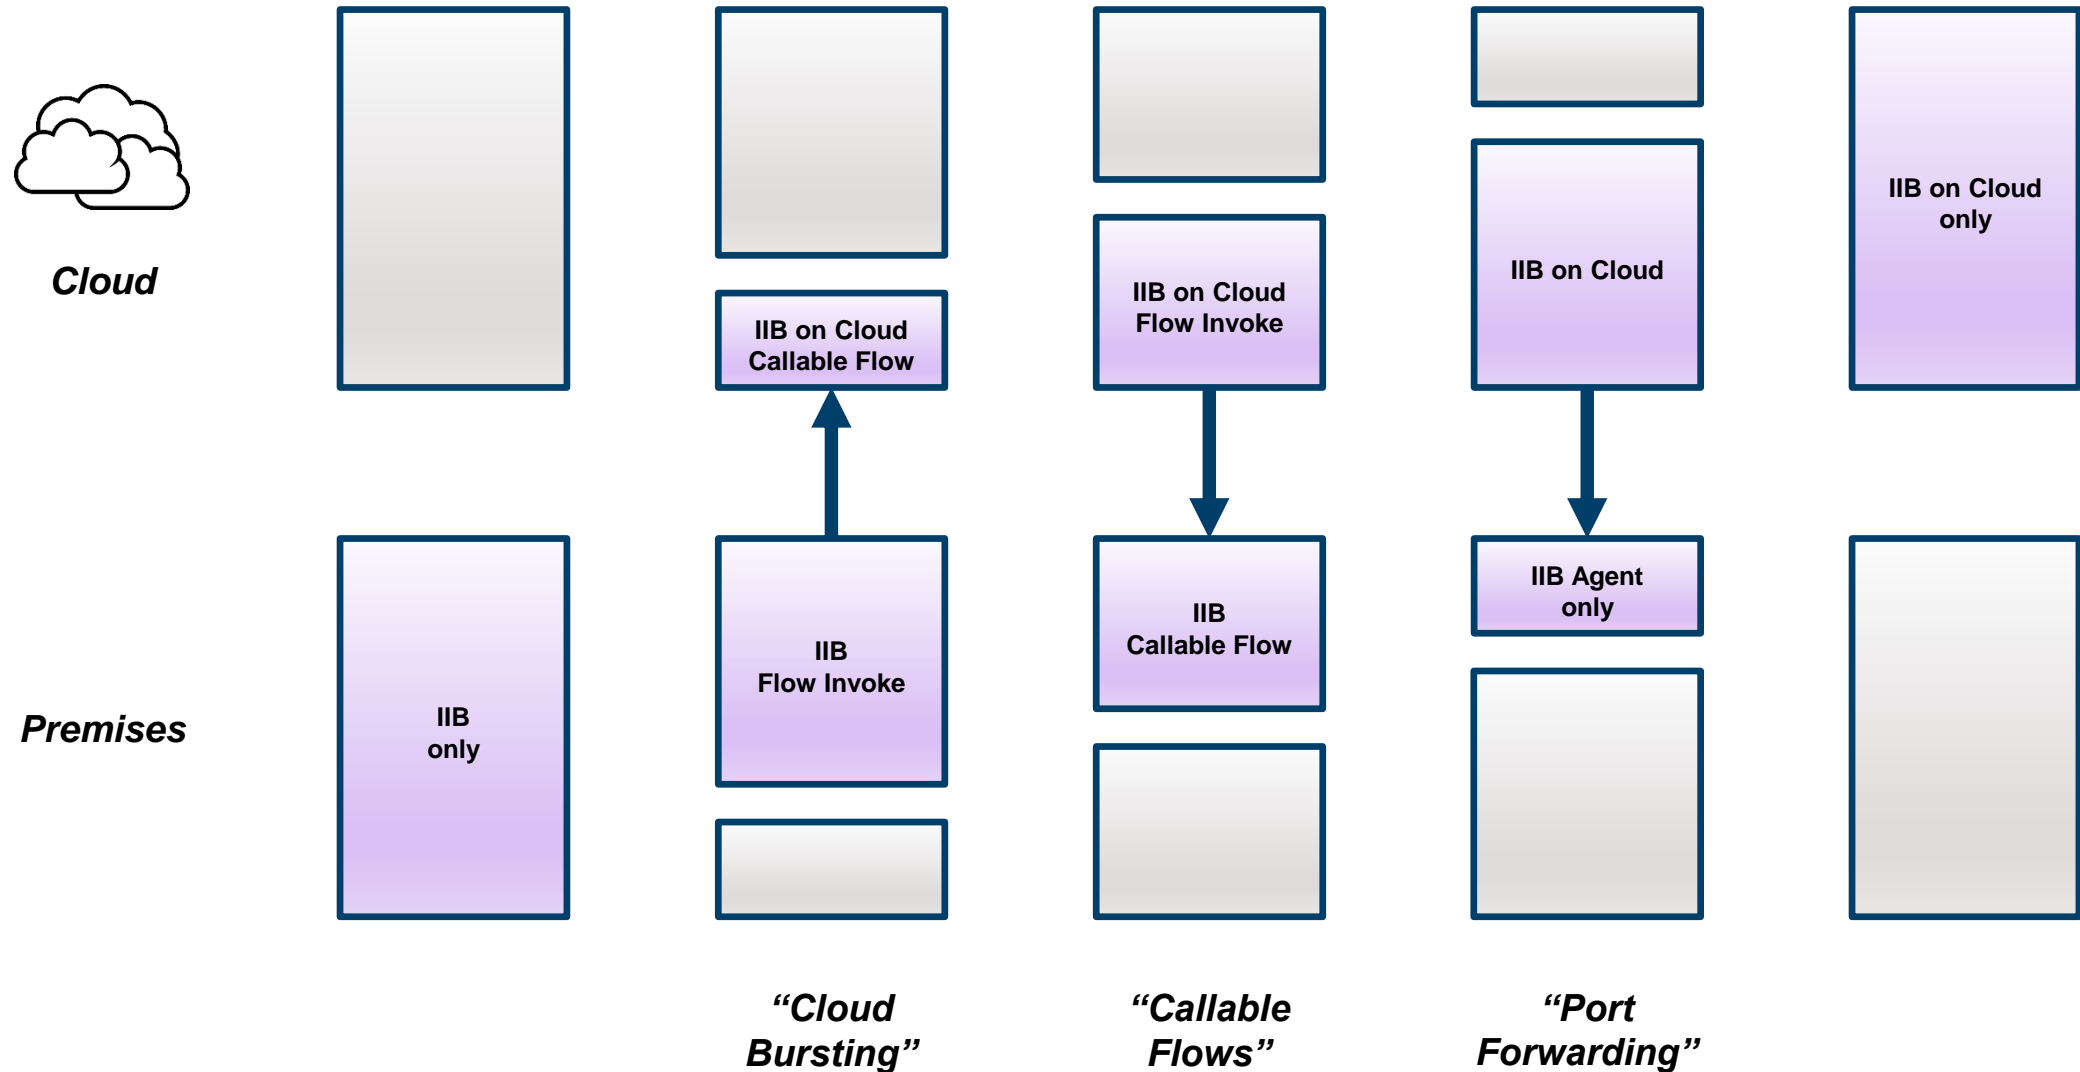 Cloud
IIB on Cloud
Callable Flow
IIB on Cloud
Flow Invoke
IIB on Cloud
IIB on Cloud
only
Premises
IIB
only
IIB
Flow Invoke
IIB
Callable Flow
IIB Agent
only
“Cloud
Bursting”
“Callable
Flows”
“Port
Forwarding”